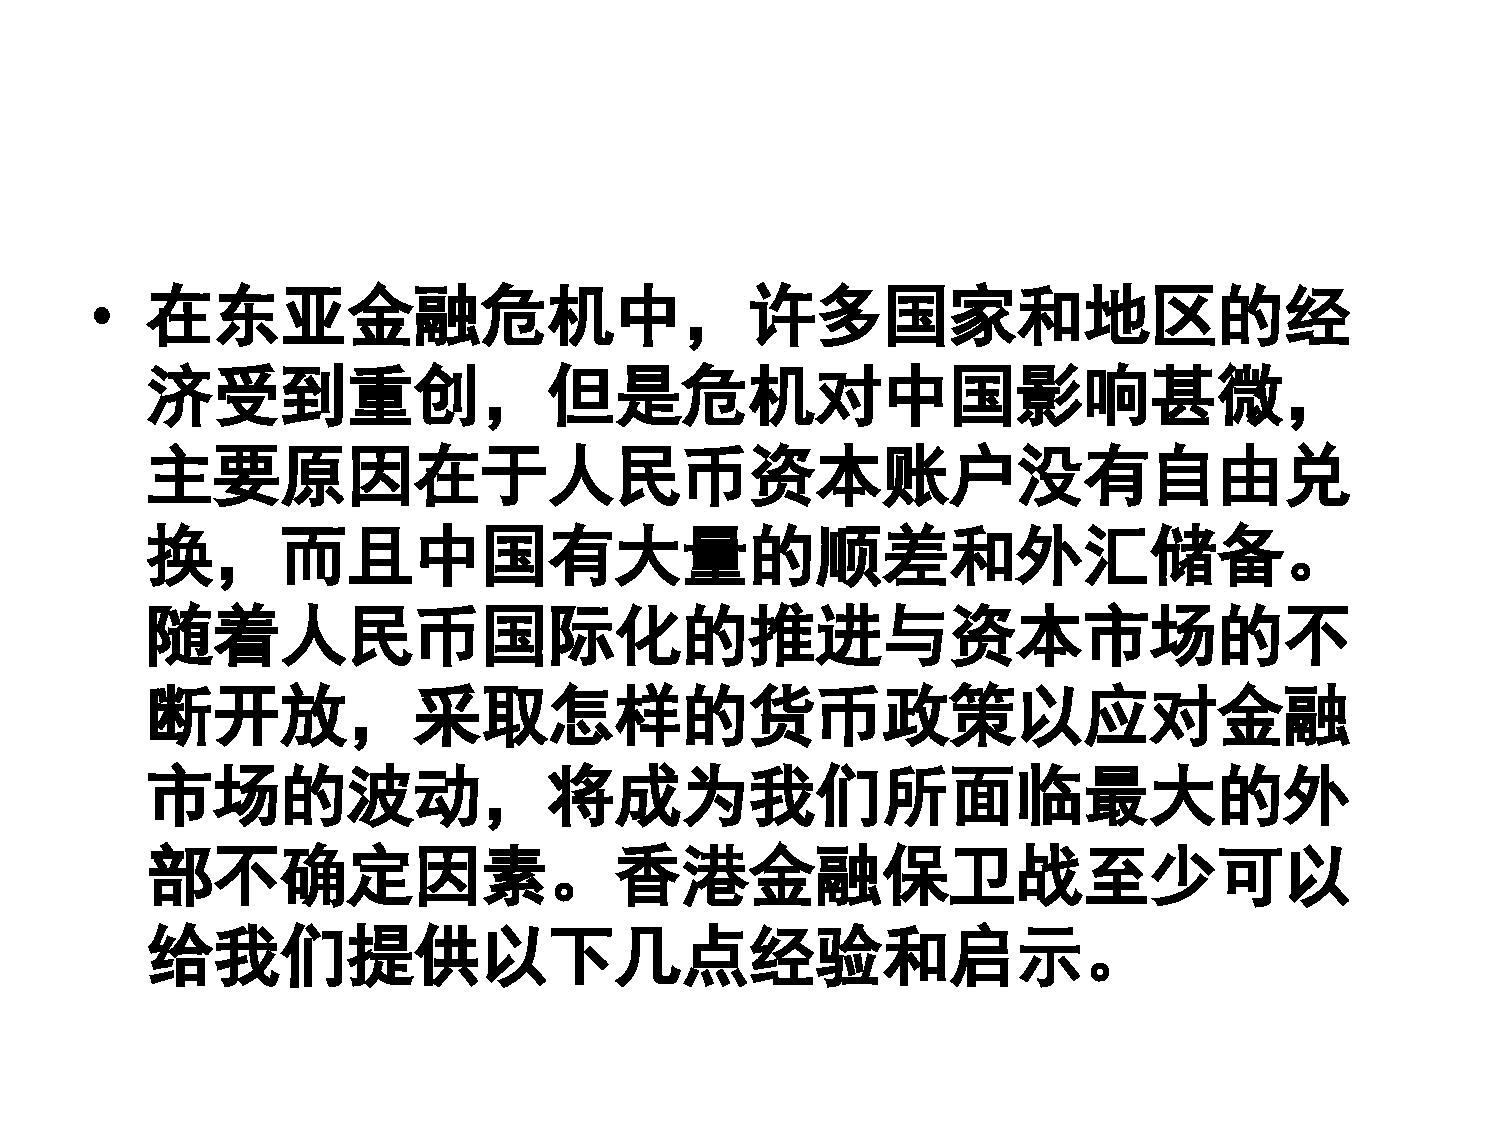 • 在东亚金融危机中，许多国家和地区的经
济受到重创，但是危机对中国影响甚微，
主要原因在于人民币资本账户没有自由兑
换，而且中国有大量的顺差和外汇储备。
随着人民币国际化的推进与资本市场的不
断开放，采取怎样的货币政策以应对金融
市场的波动，将成为我们所面临最大的外
部不确定因素。香港金融保卫战至少可以
给我们提供以下几点经验和启示。